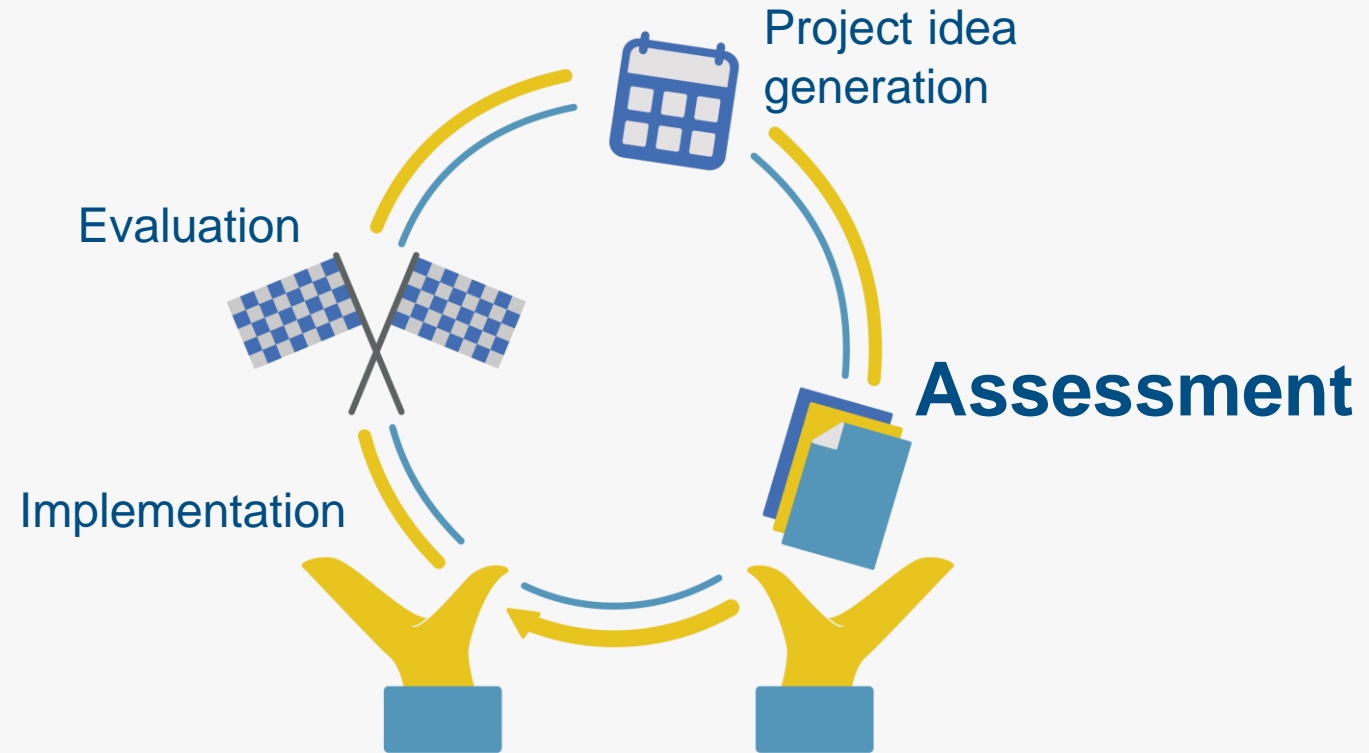 Project idea
generation
Evaluation
Assessment
Implementation